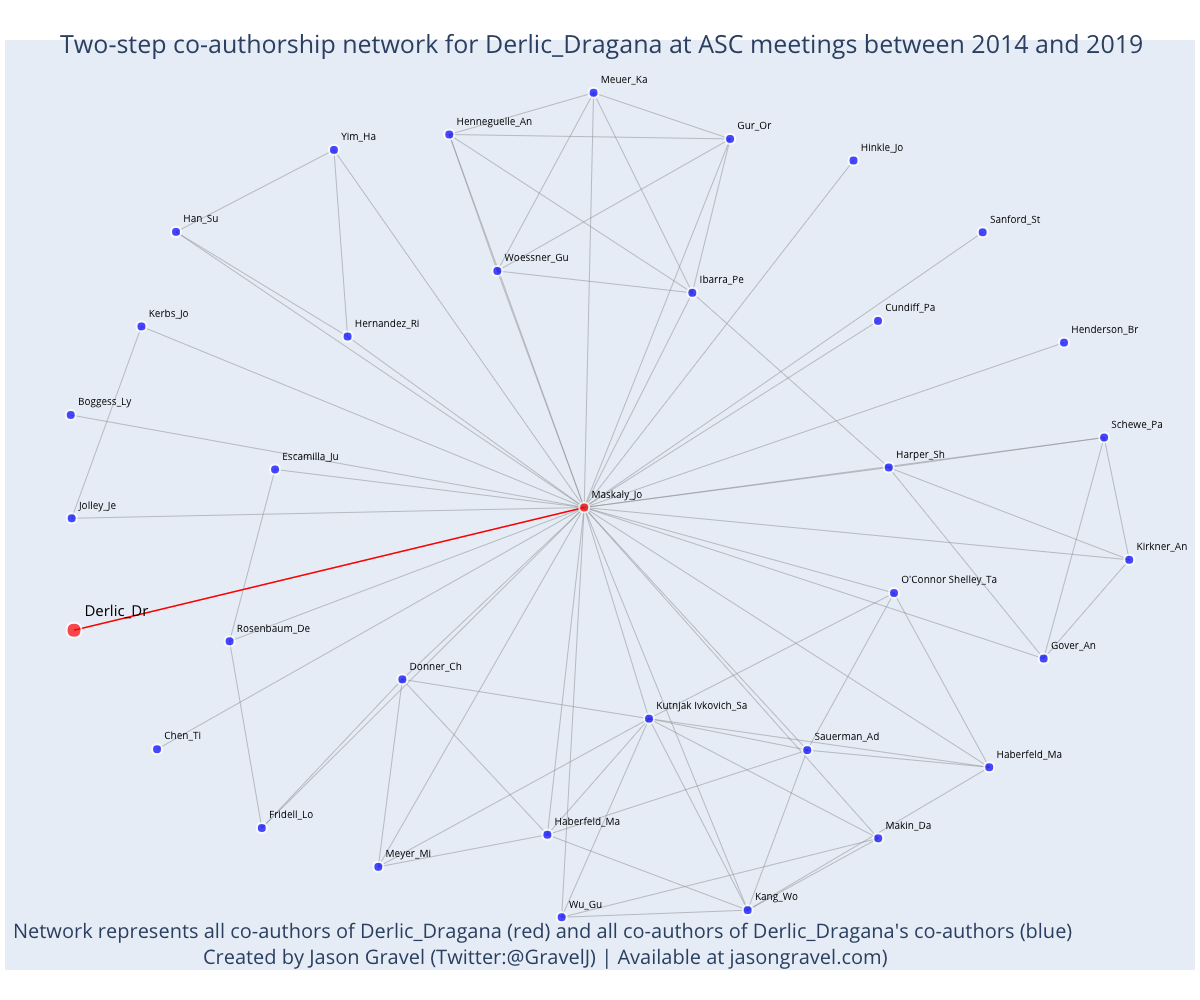 Two-step co-authorship network for Derlic_Dragana at ASC meetings between 2014 and 2019
Meuer_Ka
Henneguelle_An
Gur_Or
Yim_Ha
Hinkle_Jo
Han_Su
Sanford_St
Woessner_Gu
Ibarra_Pe
Kerbs_Jo
Cundiff_Pa
Hernandez_Ri
Henderson_Br
Boggess_Ly
Schewe_Pa
Escamilla_Ju
Harper_Sh
Maskaly_Jo
Jolley_Je
Kirkner_An
O'Connor Shelley_Ta
Derlic_Dr
Rosenbaum_De
Gover_An
Donner_Ch
Kutnjak Ivkovich_Sa
Chen_Ti
Sauerman_Ad
Haberfeld_Ma
Fridell_Lo
Haberfeld_Ma
Makin_Da
Meyer_Mi
Kang_Wo
Wu_Gu
Network represents all co-authors of Derlic_Dragana (red) and all co-authors of Derlic_Dragana's co-authors (blue)
Created by Jason Gravel (Twitter:@GravelJ) | Available at jasongravel.com)